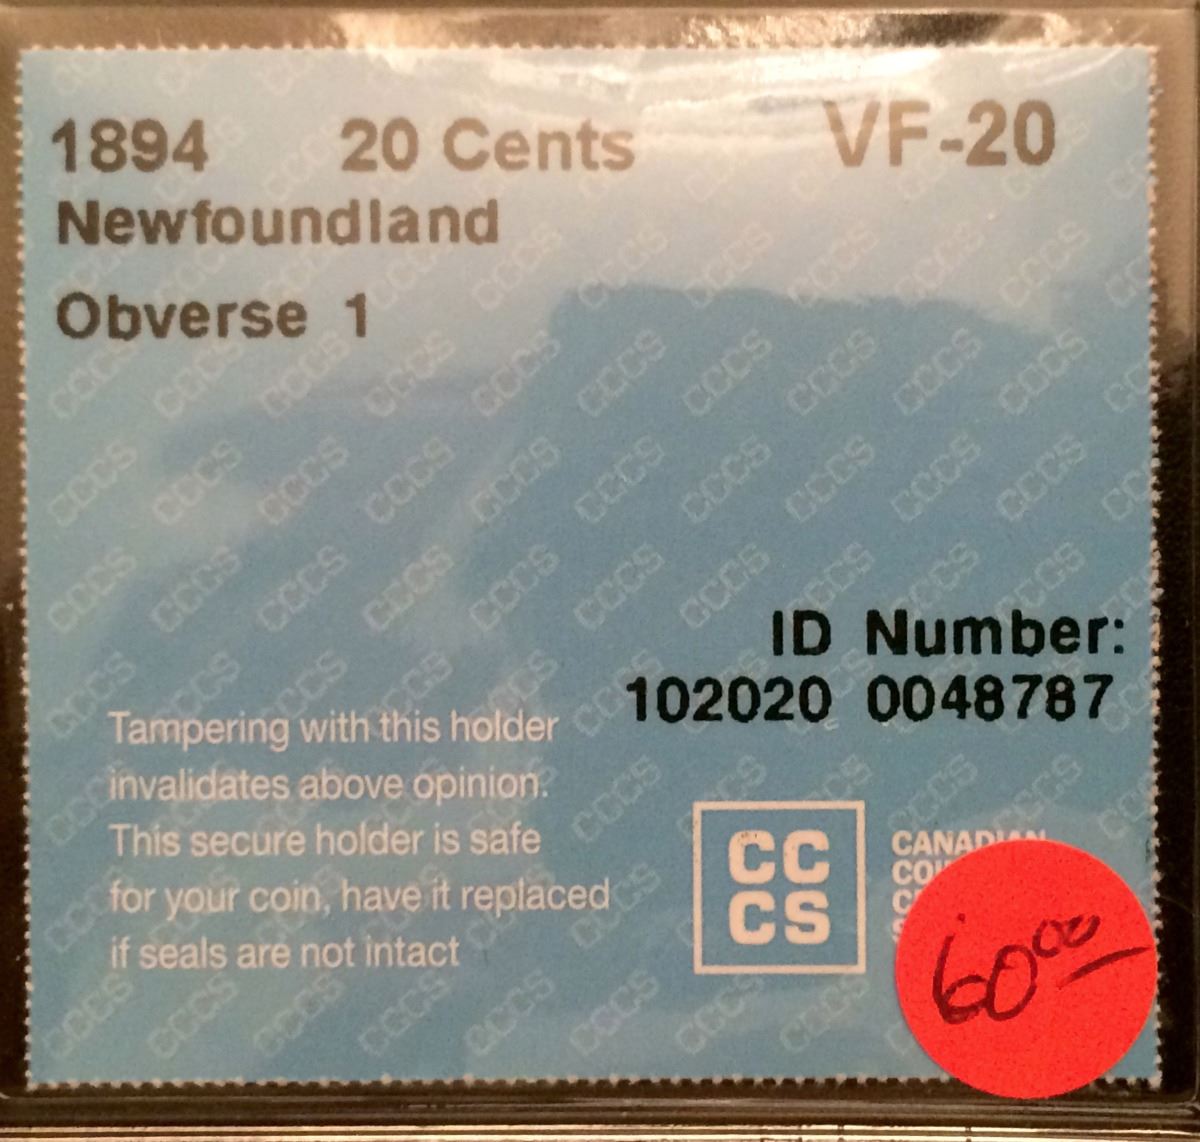 1894 20 Cents VF-20
Newfoundland
Obverse 1
ID Number:
102020 0048787
Tampering with this holder
invalidates above opinion.
This secure holder is safe
for your coin, have it replaced
if seals are not intact
CC
CS
CANADIAN
60.00